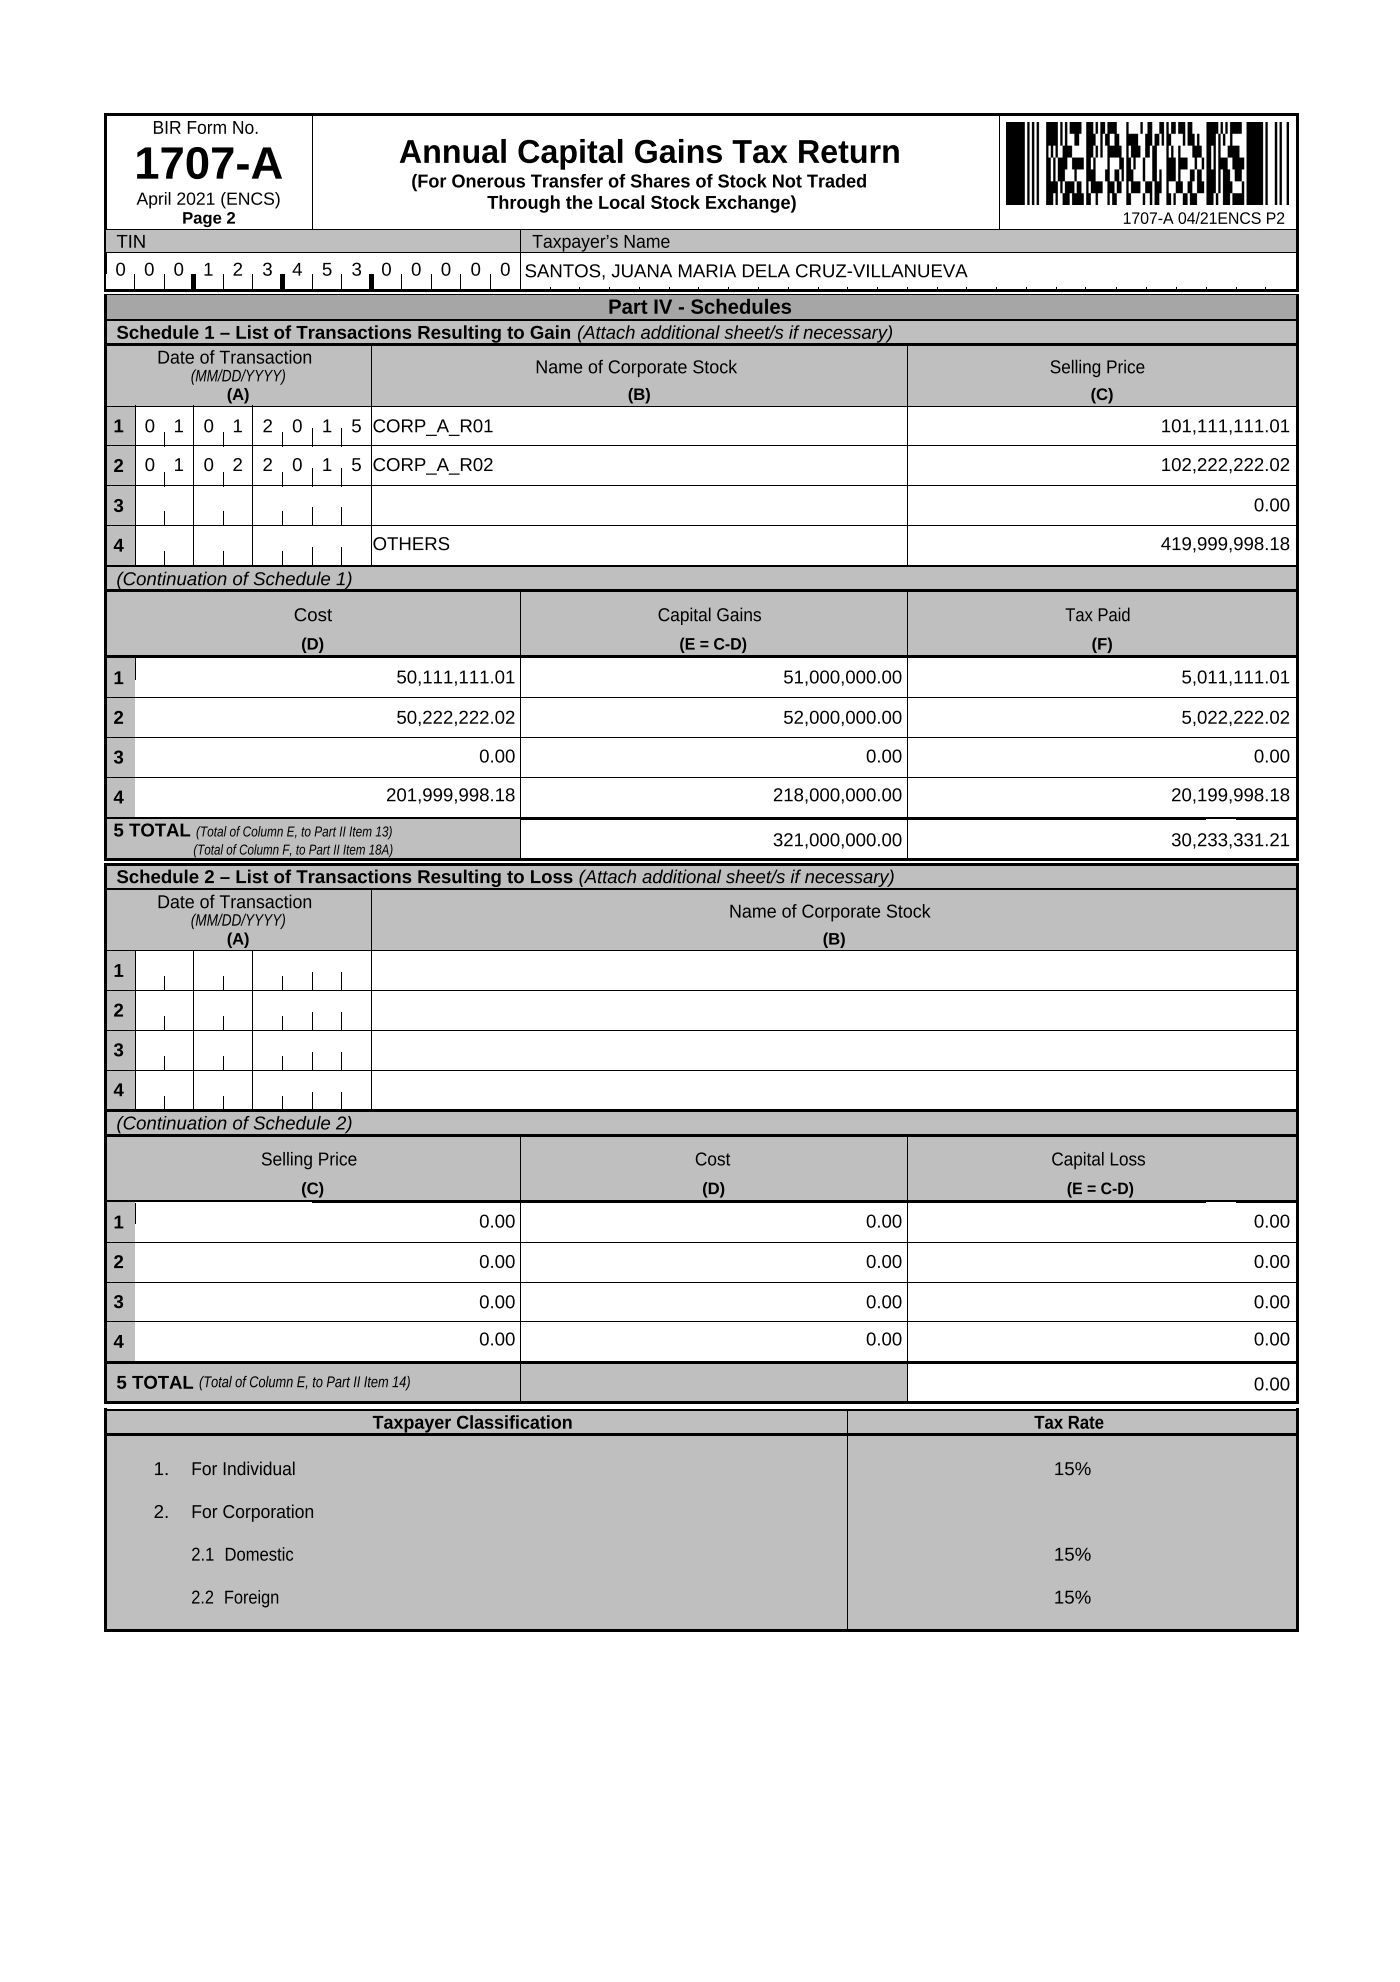 BIR Form No.
1707-A
April 2021 (ENCS)
Page 2
Annual Capital Gains Tax Return
(For Onerous Transfer of Shares of Stock Not Traded
Through the Local Stock Exchange)
1707-A 04/21ENCS P2
TIN Taxpayer’s Name
0 0 0 1 2 3 4 5 3 0 0 0 0 0 SANTOS, JUANA MARIA DELA CRUZ-VILLANUEVA
Part IV - Schedules
Schedule 1 – List of Transactions Resulting to Gain (Attach additional sheet/s if necessary)
Date of Transaction
(MM/DD/YYYY)
(A)
Name of Corporate Stock
(B)
Selling Price
(C)
1 0 1 0 1 2 0 1 5 CORP_A_R01 101,111,111.01
2 0 1 0 2 2 0 1 5 CORP_A_R02 102,222,222.02
3 0.00
4 OTHERS 419,999,998.18
(Continuation of Schedule 1)
Cost Capital Gains Tax Paid
(D) (E = C-D) (F)
1 50,111,111.01 51,000,000.00 5,011,111.01
2 50,222,222.02 52,000,000.00 5,022,222.02
3 0.00 0.00 0.00
4 201,999,998.18 218,000,000.00 20,199,998.18
5 TOTAL (Total of Column E, to Part II Item 13)
(Total of Column F, to Part II Item 18A)
321,000,000.00 30,233,331.21
Schedule 2 – List of Transactions Resulting to Loss (Attach additional sheet/s if necessary)
Date of Transaction
(MM/DD/YYYY)
(A)
Name of Corporate Stock
(B)
1
2
3
4
(Continuation of Schedule 2)
Selling Price Cost Capital Loss
(C) (D) (E = C-D)
1 0.00 0.00 0.00
2 0.00 0.00 0.00
3 0.00 0.00 0.00
4 0.00 0.00 0.00
5 TOTAL (Total of Column E, to Part II Item 14) 0.00
Taxpayer Classification Tax Rate
1. For Individual 15%
2. For Corporation
2.1 Domestic 15%
2.2 Foreign 15%